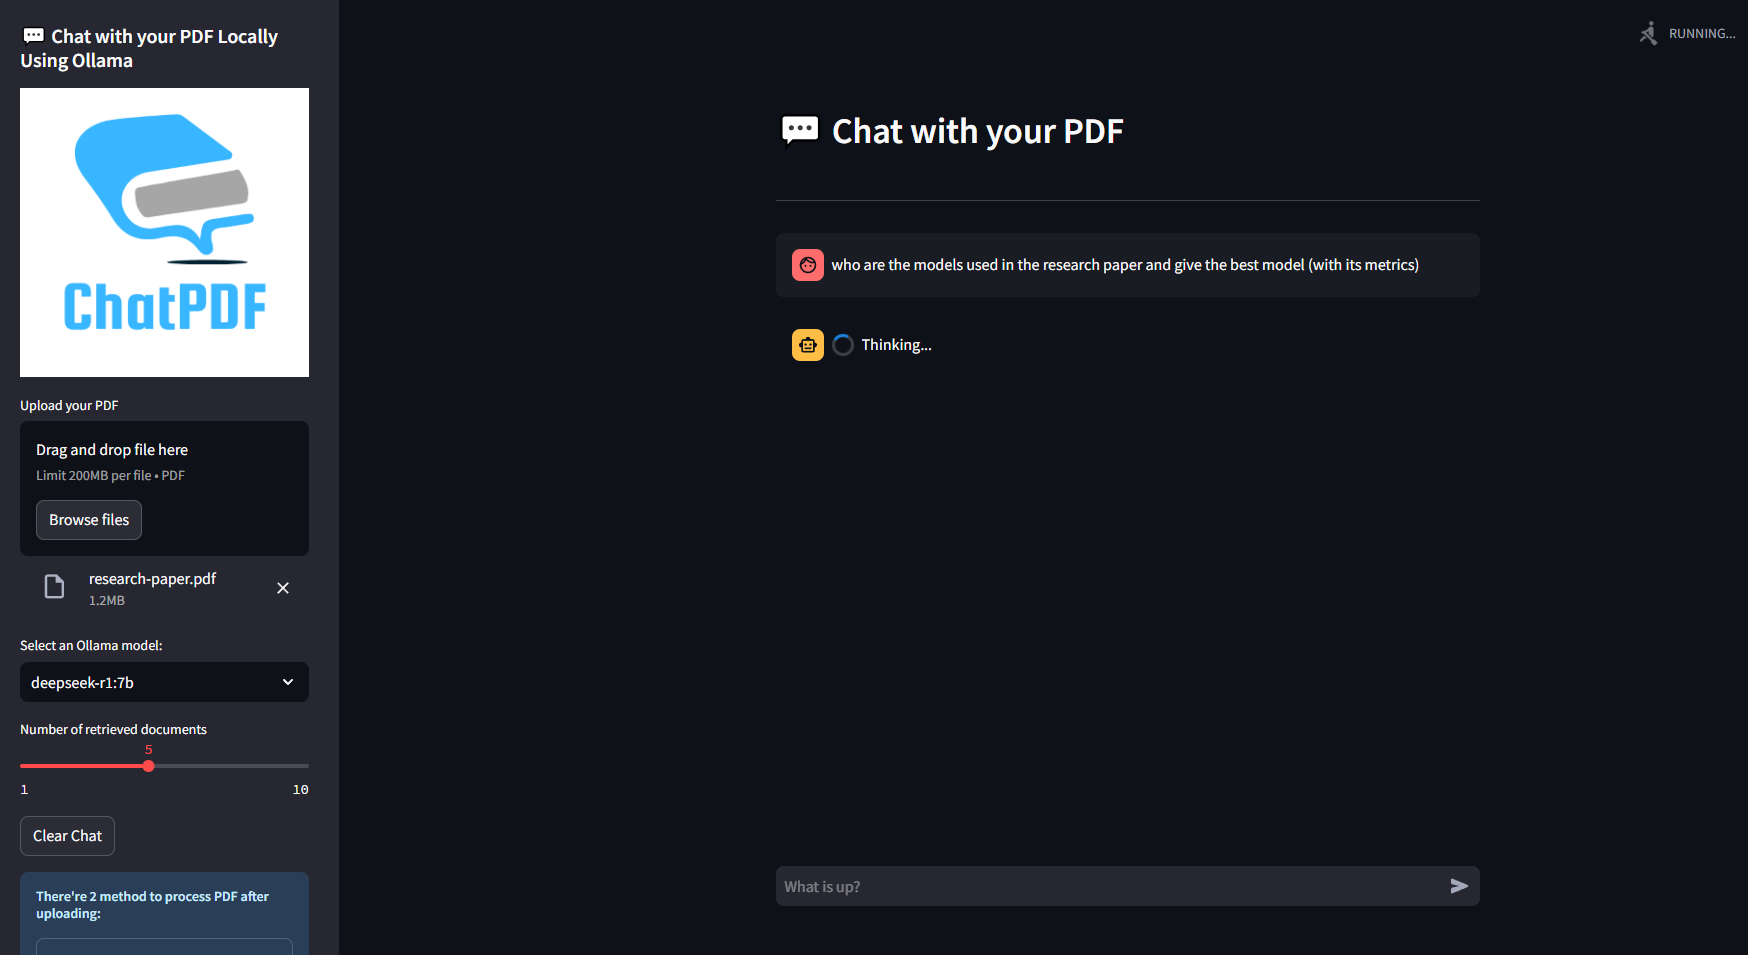 Chat with your PDF Locally
Using Ollama
ChatPDF
Upload your PDF
Drag and drop file here
Limit 200MB per file • PDF
Browse files
research-paper.pdf
1.2MB
Select an Ollama model:
deepseek-r1:7b
Number of retrieved documents
5
1
10
Clear Chat
There're 2 method to process PDF after
uploading:
RUNNING...
Chat with your PDF
who are the models used in the research paper and give the best model (with its metrics)
Thinking...
What is up?